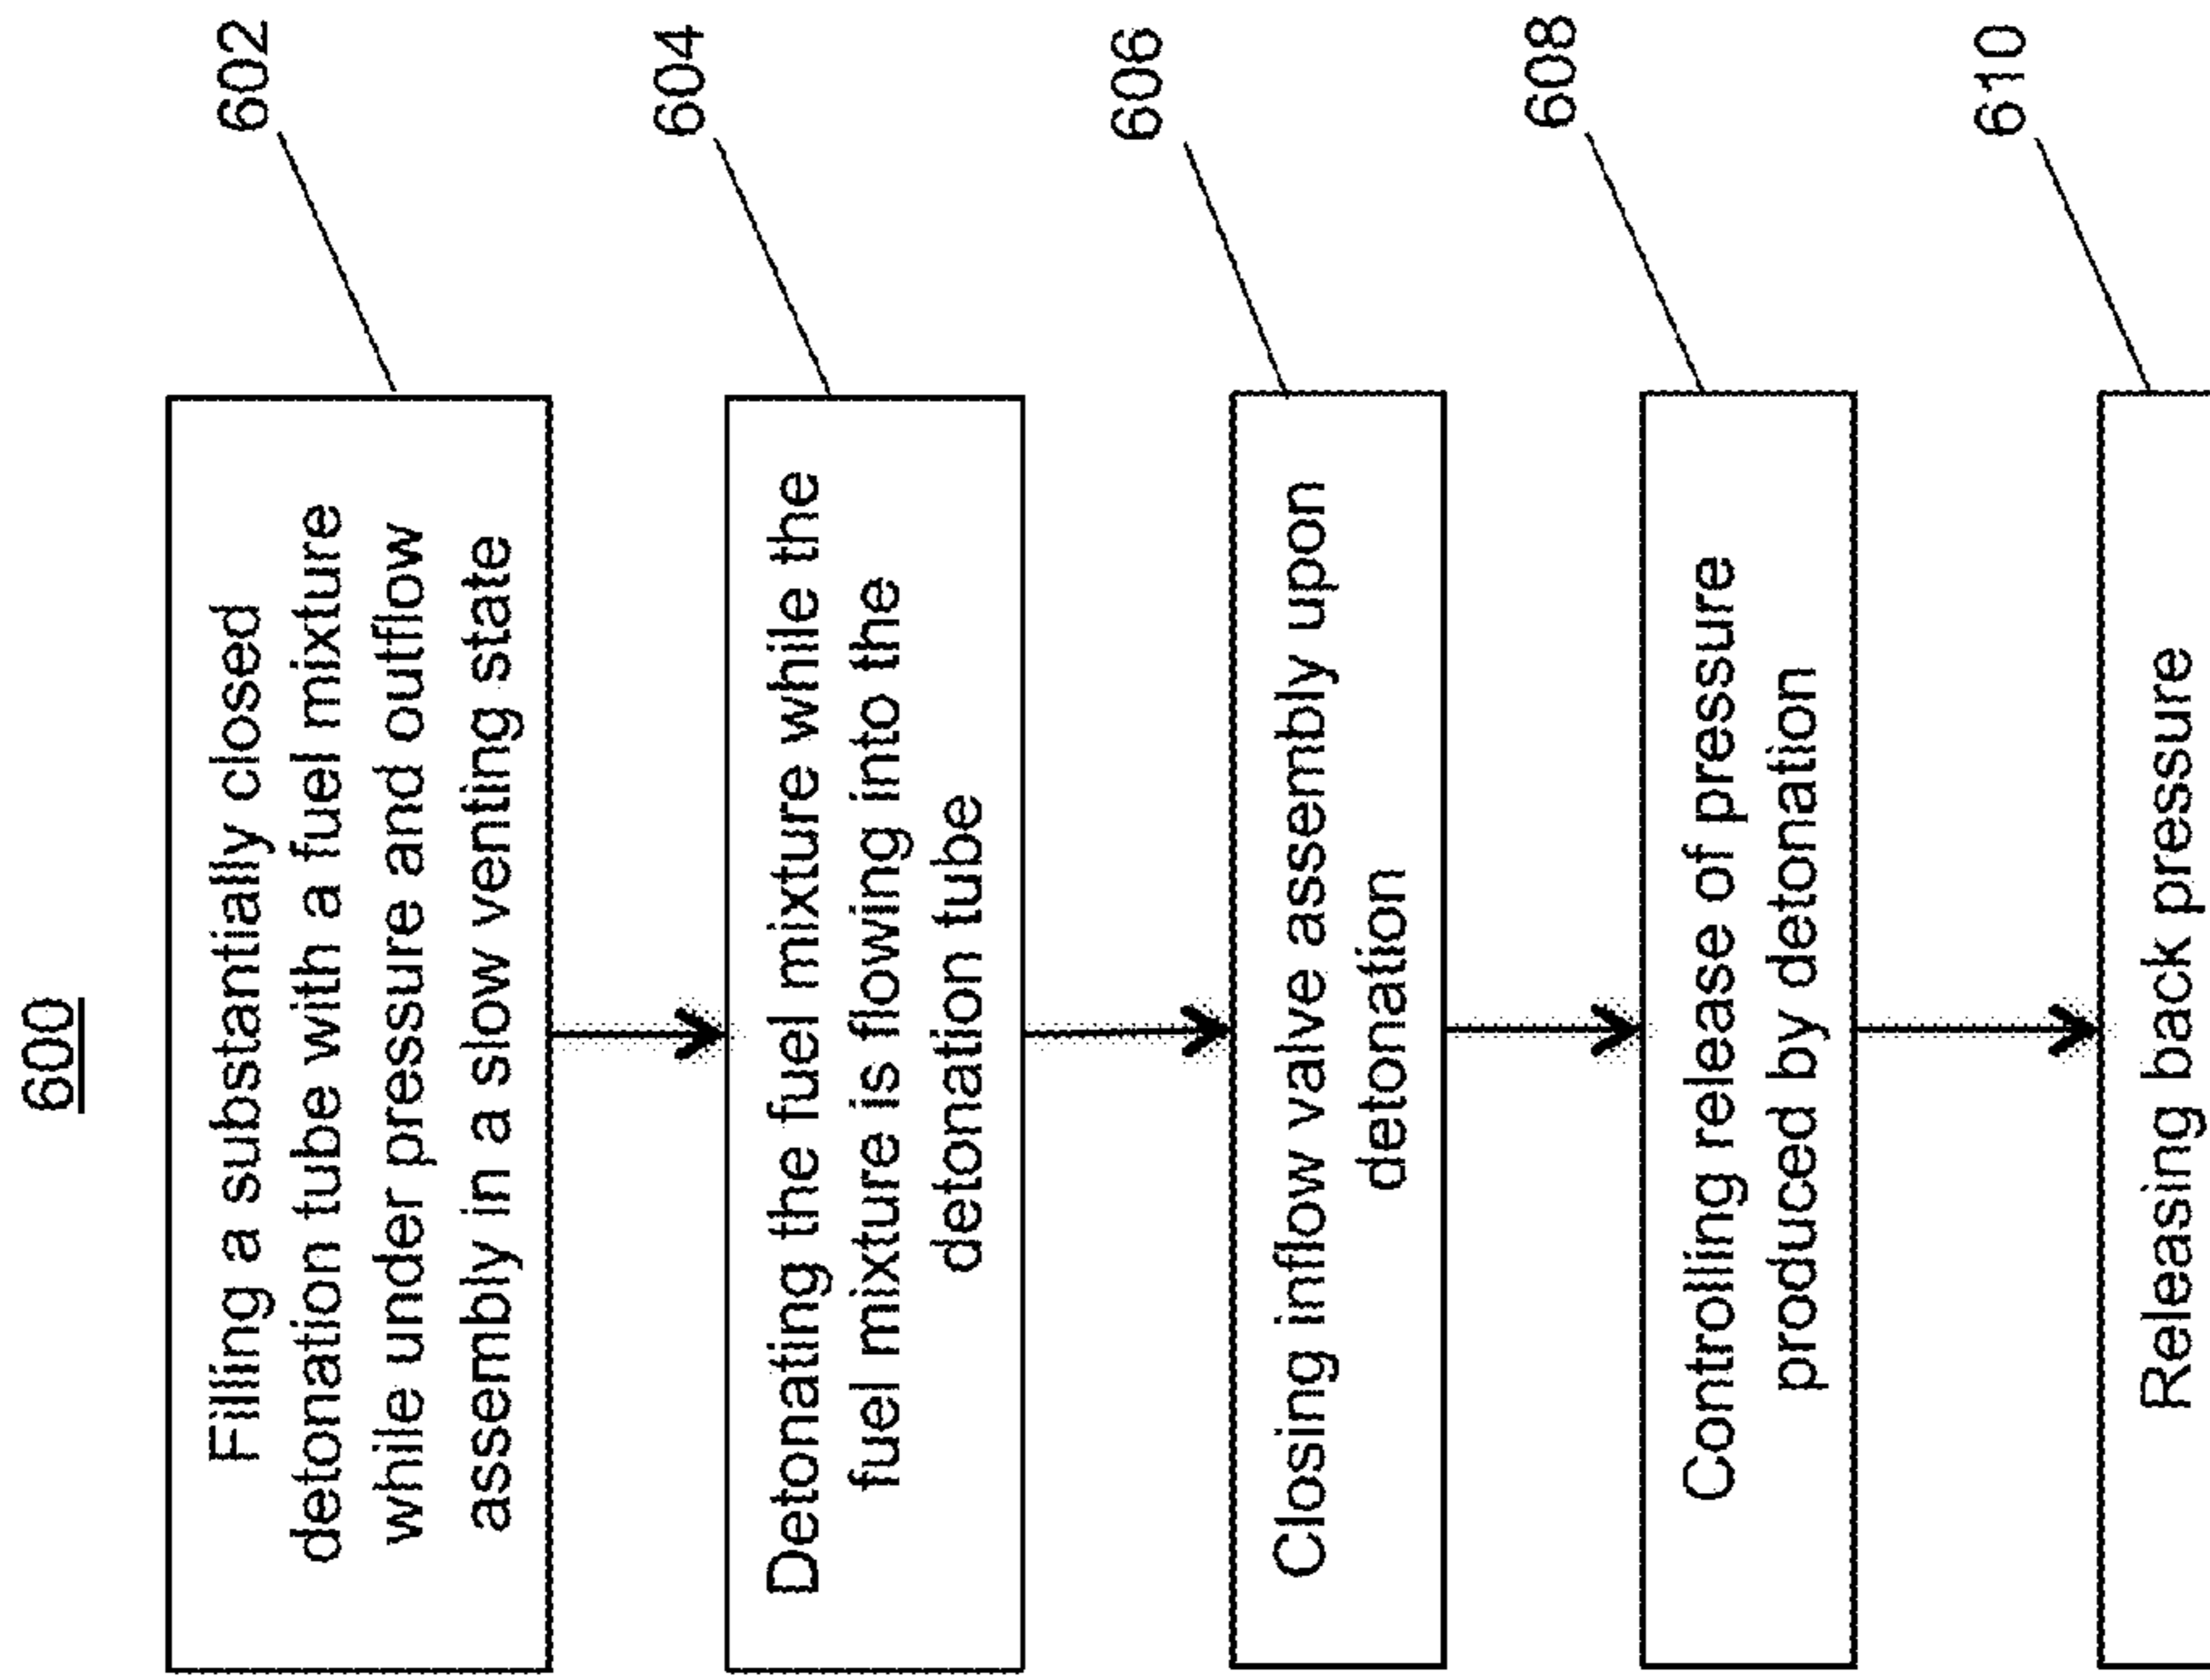 600
Filling a substantially closed
detonation tube with a fuel mixture
while under pressure and outflow
assembly in a slow venting state
602
Detonating the fuel mixture while the
fuel mixture is flowing into the
detonation tube
604
Closing inflow valve assembly upon
detonation
606
Controlling release of pressure
produced by detonation
608
Releasing back pressure
610